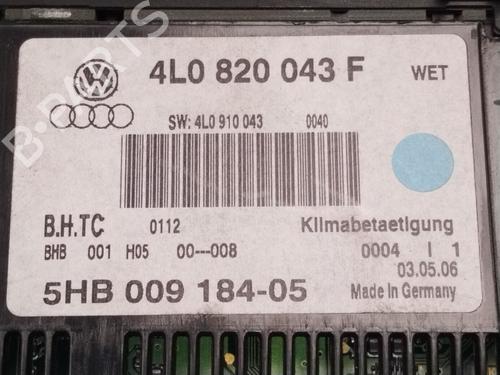 4L0 820 043 F WET
SW: 4L0 910 043 0040
B.H.TC 0112 Klimabetaetigung
BHB 001 H05 00---008 0004 I 1
03.05.06
5HB 009 184-05 Made in Germany
B-PARTS